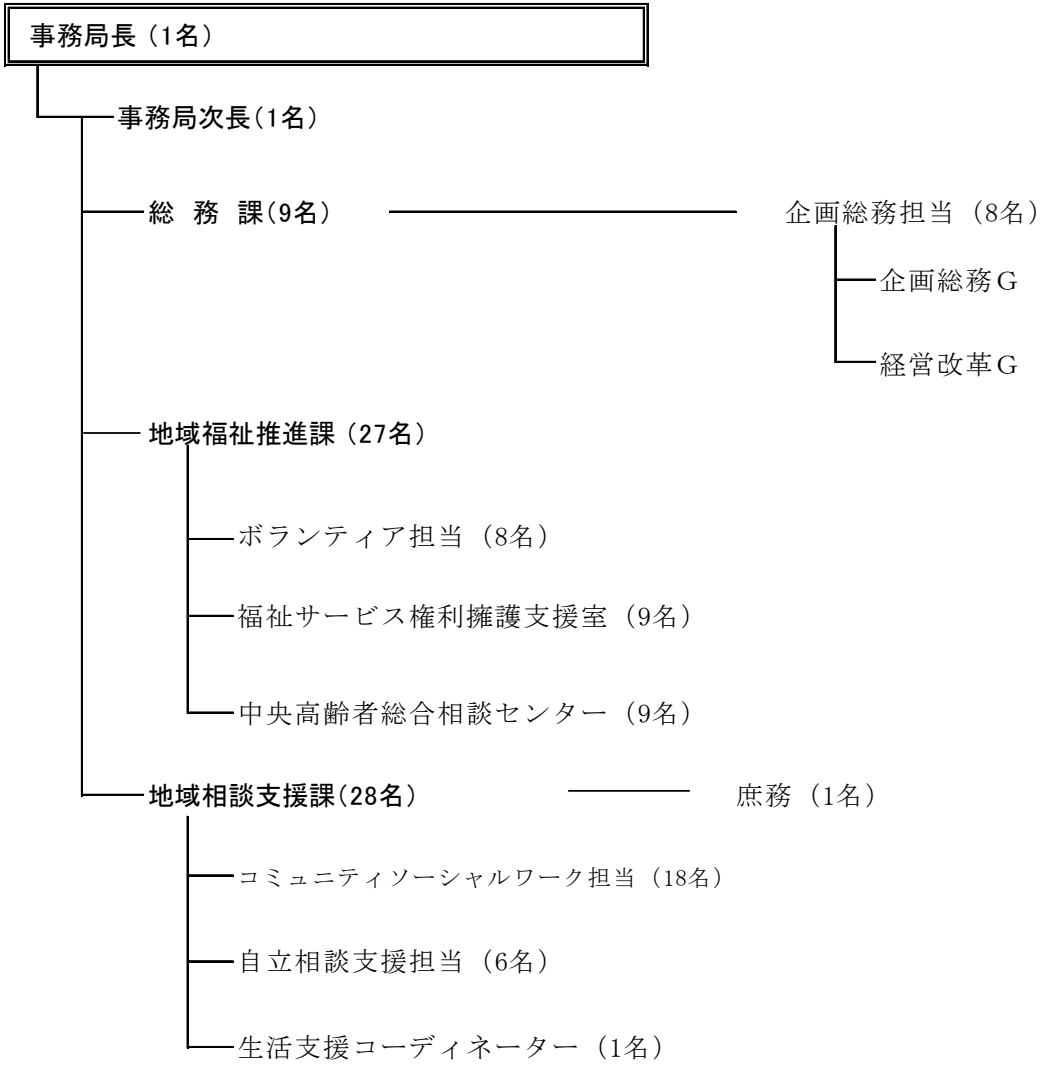 事務局長（1名）
事務局次長(1名)
総　務　課(9名)　企画総務担当（8名）
企画総務Ｇ
経営改革Ｇ
地域福祉推進課（27名）
ボランティア担当（8名）
福祉サービス権利擁護支援室（9名）
中央高齢者総合相談センター（9名）
地域相談支援課(28名)　庶務（1名）
コミュニティソーシャルワーク担当（18名）
自立相談支援担当（6名）
生活支援コーディネーター（1名）